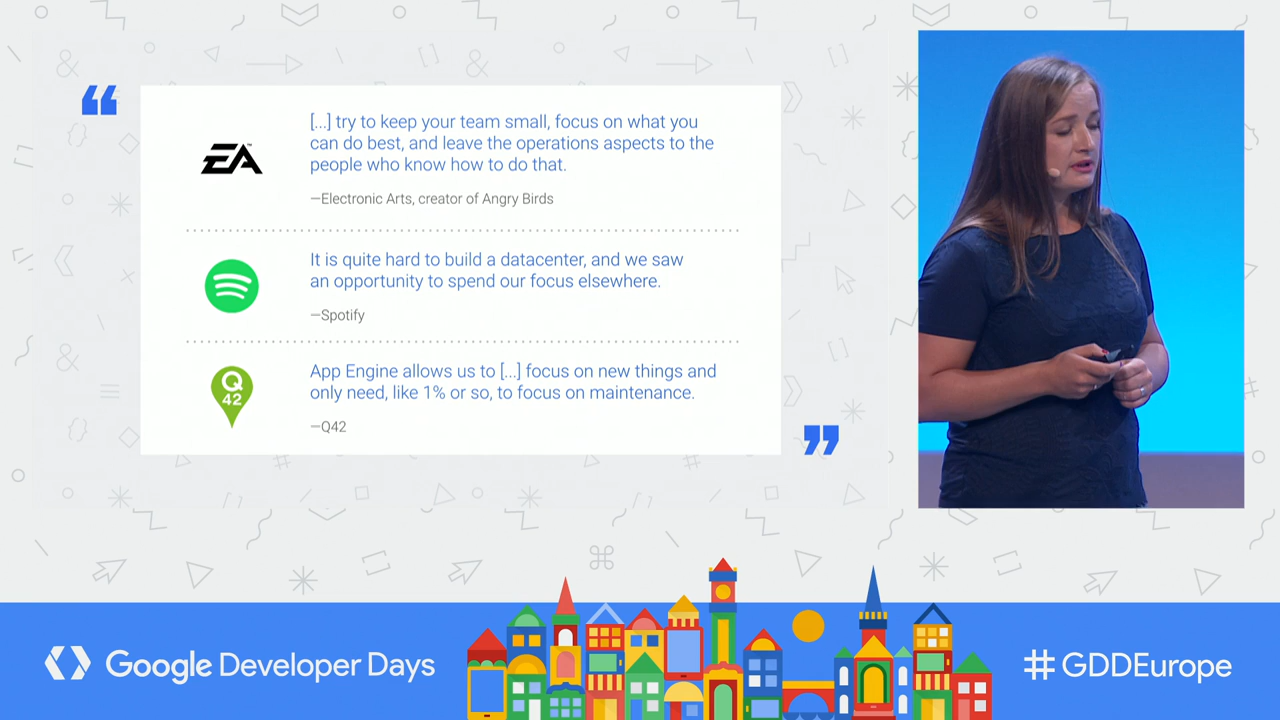 “
[...] try to keep your team small, focus on what you
can do best, and leave the operations aspects to the
people who know how to do that.
EA
—Electronic Arts, creator of Angry Birds
It is quite hard to build a datacenter, and we saw
an opportunity to spend our focus elsewhere.
—Spotify
App Engine allows us to [...] focus on new things and
only need, like 1% or so, to focus on maintenance.
Q
42
—Q42
”
Google Developer Days
#GDDEurope